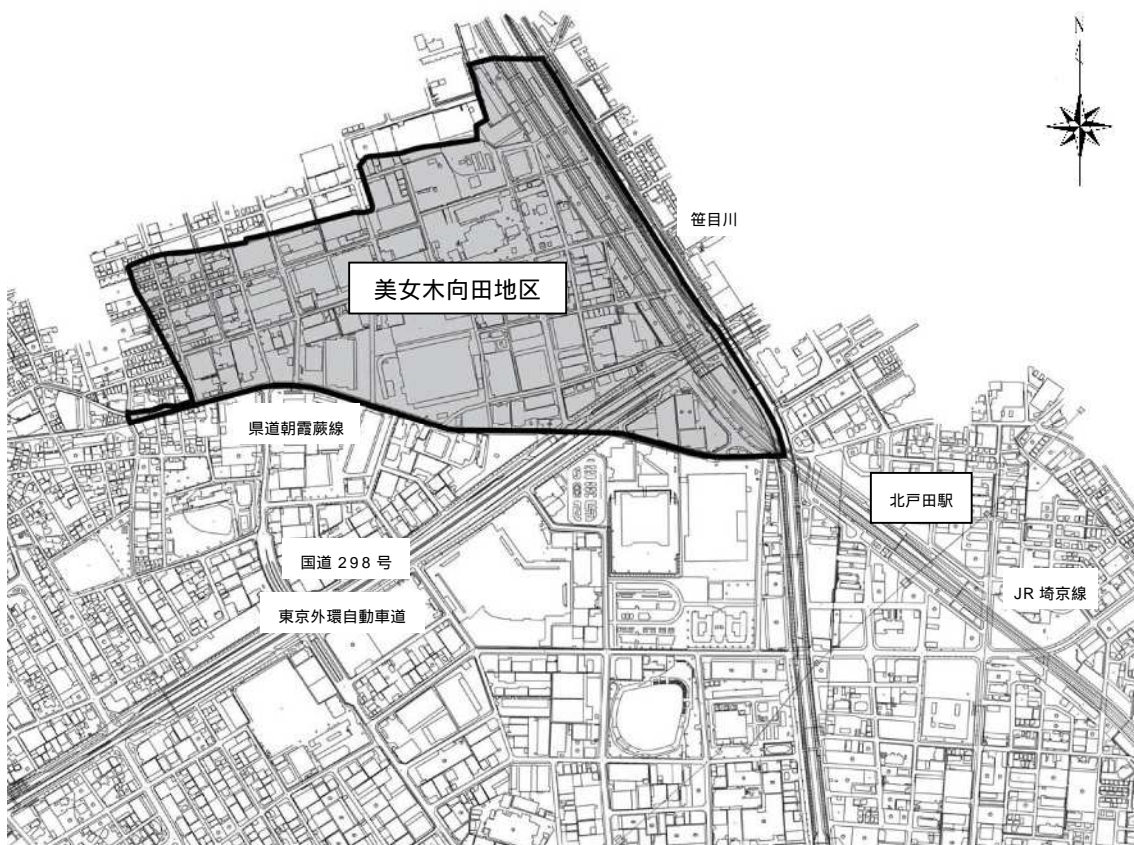 N
笹目川
美女木向田地区
県道朝霞蕨線
北戸田駅
国道 298 号
JR 埼京線
東京外環自動車道